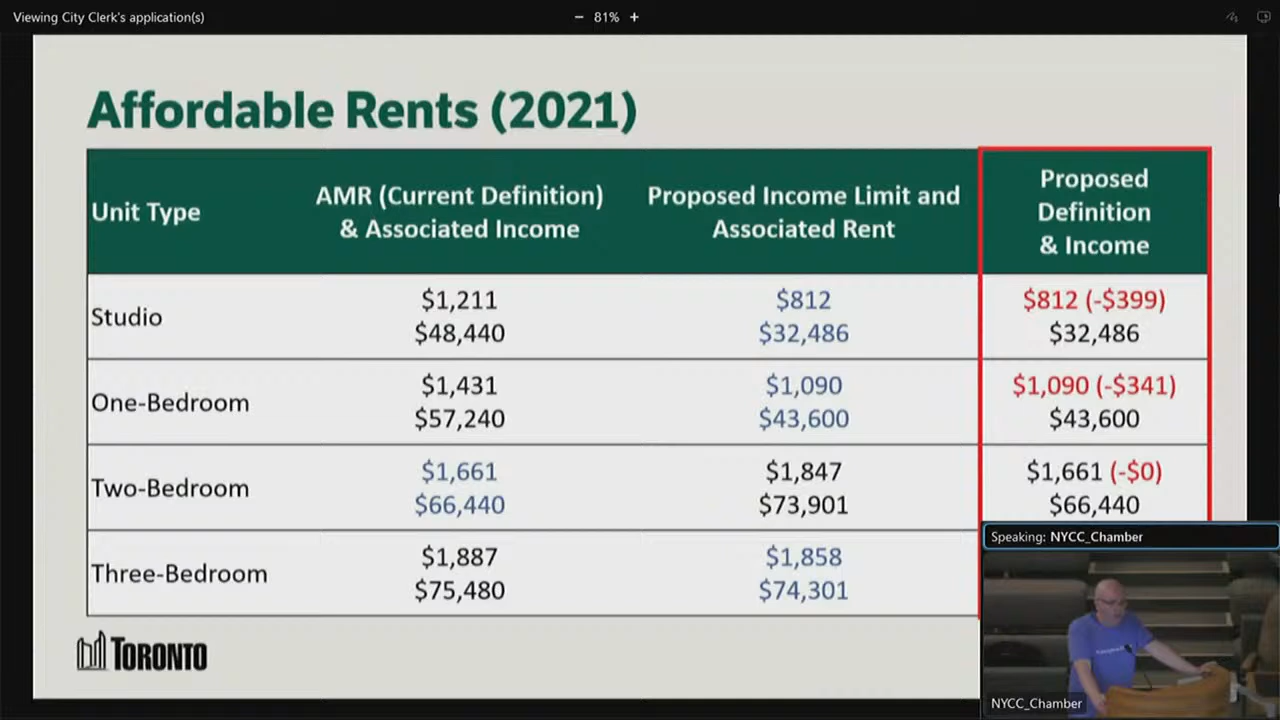 Viewing City Clerk's application(s)
− 81% +
Affordable Rents (2021)
Unit Type
AMR (Current Definition)
& Associated Income
Proposed Income Limit and
Associated Rent
Proposed
Definition
& Income
Studio
$1,211
$48,440
$812
$32,486
$812 (-$399)
$32,486
One-Bedroom
$1,431
$57,240
$1,090
$43,600
$1,090 (-$341)
$43,600
Two-Bedroom
$1,661
$66,440
$1,847
$73,901
$1,661 (-$0)
$66,440
Three-Bedroom
$1,887
$75,480
$1,858
$74,301
Speaking: NYCC_Chamber
TORONTO
NYCC_Chamber